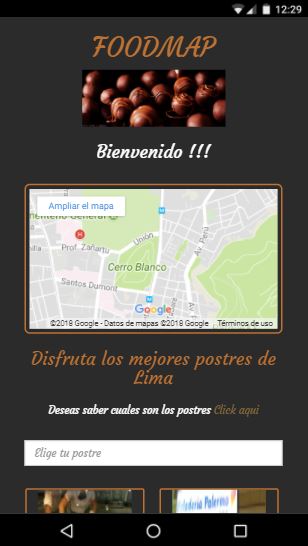 12:29
FOODMAP
Bienvenido !!!
Ampliar el mapa
menterio General
Prof. Zañartu
Unión
Av. Perú
H
M
Cerro Blanco
Santos Dumont
M
Google
©2018 Google - Datos de mapas ©2018 Google Términos de uso
Disfruta los mejores postres de
Lima
Deseas saber cuales son los postres Click aqui
Elige tu postre
Heladería Palermo